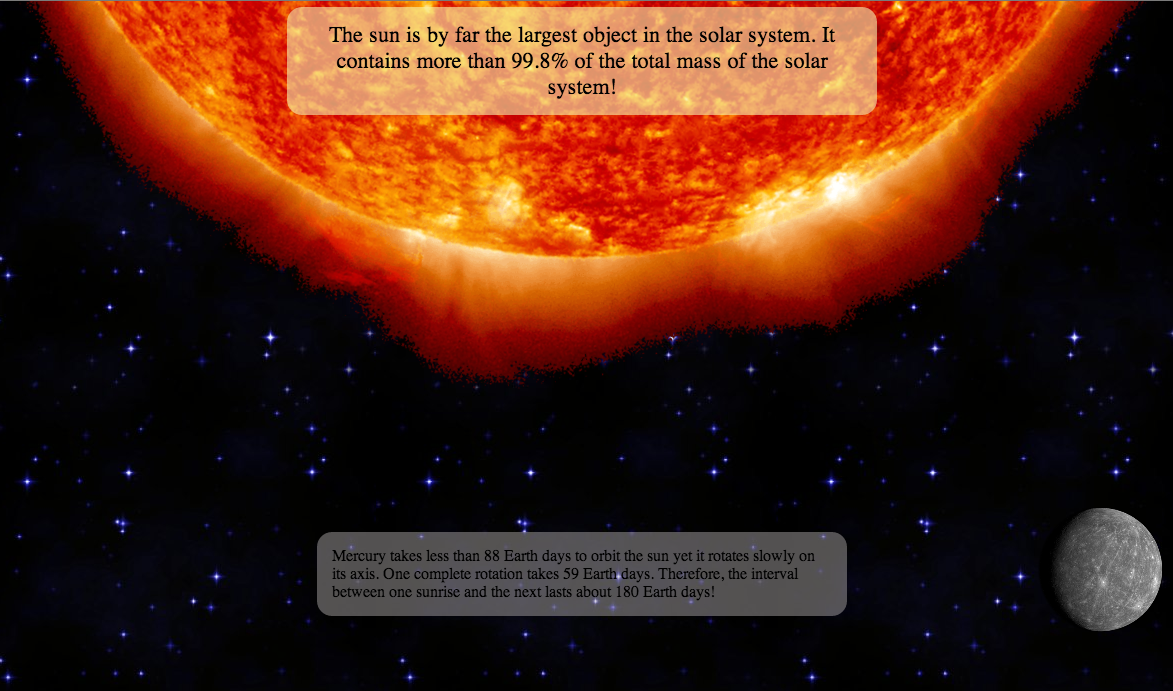 The sun is by far the largest object in the solar system. It
contains more than 99.8% of the total mass of the solar
system!
Mercury takes less than 88 Earth days to orbit the sun yet it rotates slowly on
its axis. One complete rotation takes 59 Earth days. Therefore, the interval
between one sunrise and the next lasts about 180 Earth days!